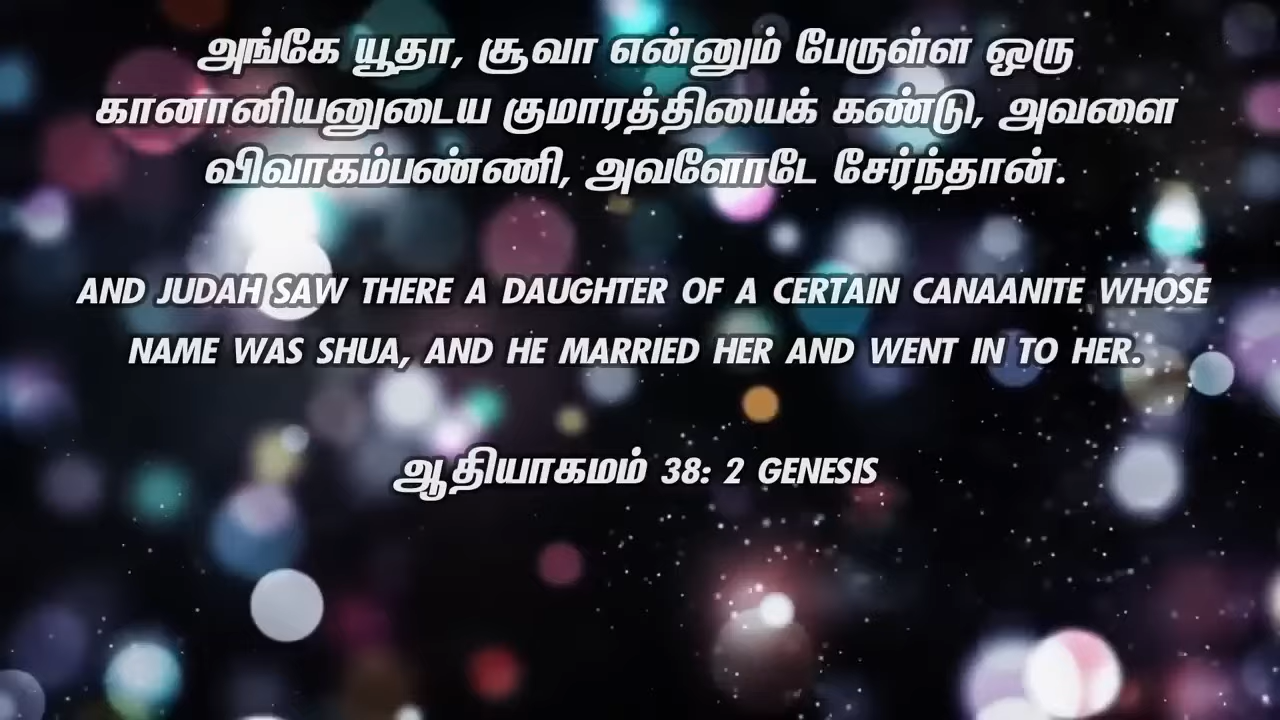 அங்கே யூதா, சூவா என்னும் பேருள்ள ஒரு
கானானியனுடைய குமாரத்தியைக் கண்டு, அவளை
விவாகம்பண்ணி, அவளோடே சேர்ந்தான்.
AND JUDAH SAW THERE A DAUGHTER OF A CERTAIN CANAANITE WHOSE
NAME WAS SHUA, AND HE MARRIED HER AND WENT IN TO HER.
ஆதியாகமம் 38: 2 GENESIS